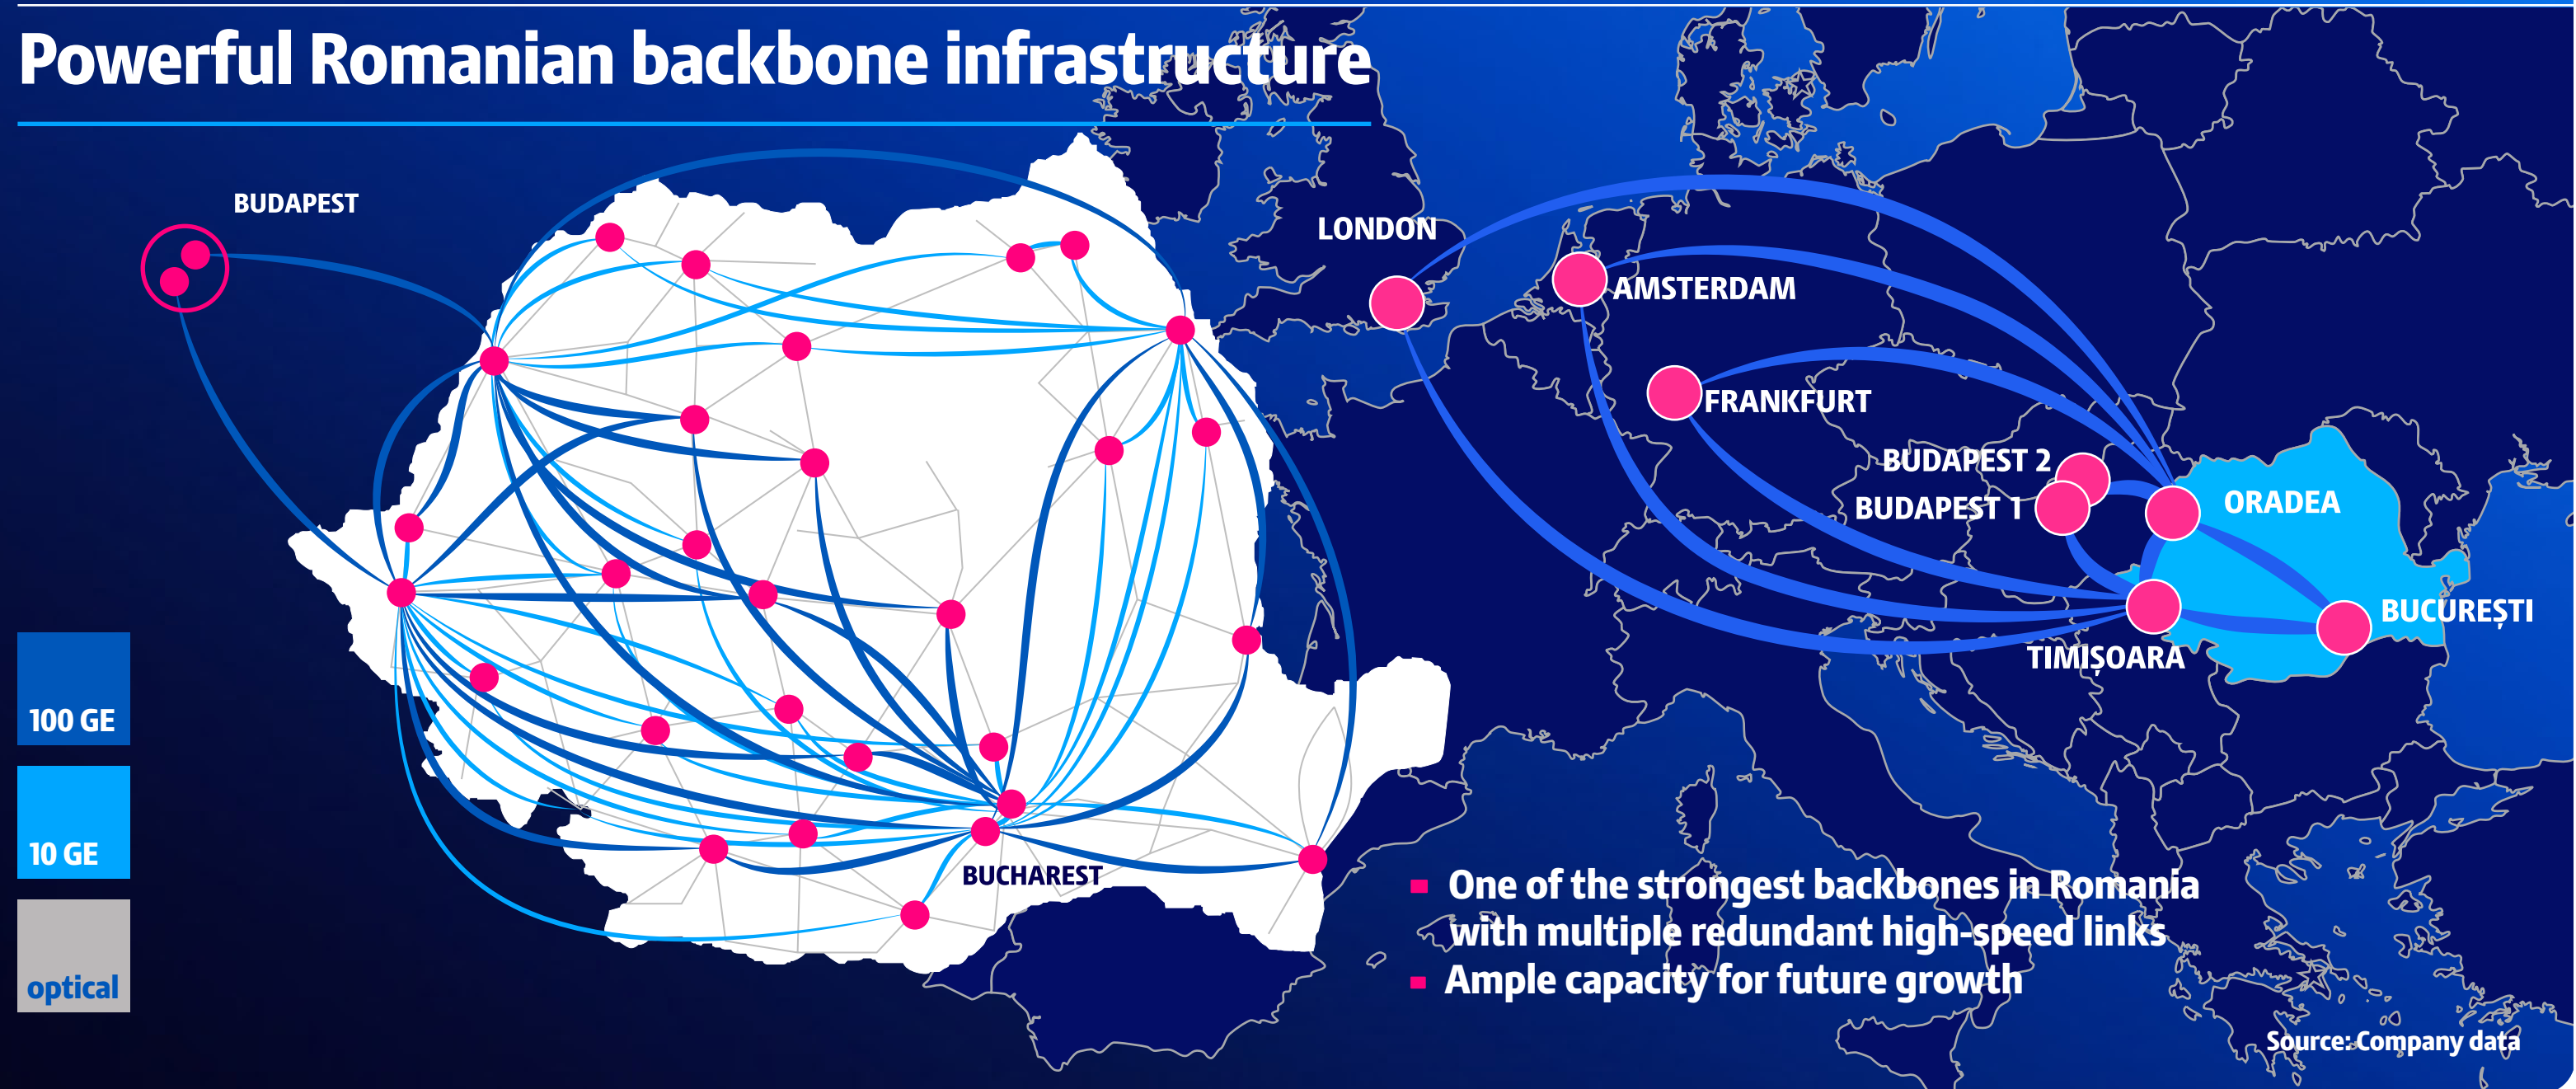 Powerful Romanian backbone infrastructure
BUDAPEST
100 GE
10 GE
optical
BUCHAREST
LONDON
AMSTERDAM
FRANKFURT
BUDAPEST 2
BUDAPEST 1
ORADEA
BUCUREȘTI
TIMIȘOARA
One of the strongest backbones in Romania
with multiple redundant high-speed links
Ample capacity for future growth
Source: Company data